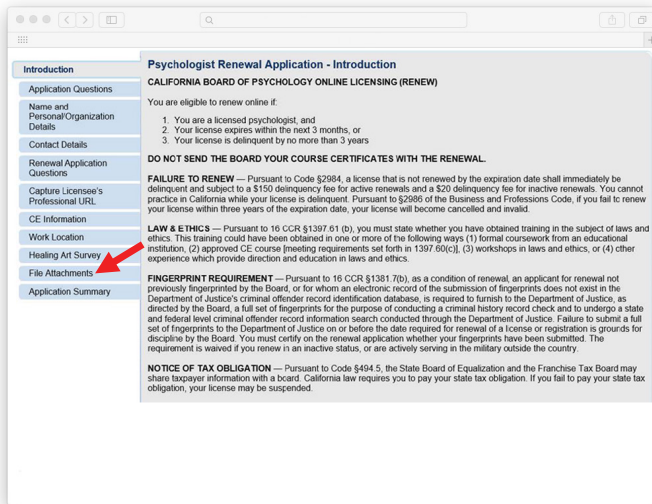 Introduction
Application Questions
Name and
Personal/Organization
Details
Contact Details
Renewal Application
Questions
Capture Licensee's
Professional URL
CE Information
Work Location
Healing Art Survey
File Attachments
Application Summary
Psychologist Renewal Application - Introduction
CALIFORNIA BOARD OF PSYCHOLOGY ONLINE LICENSING (RENEW)
You are eligible to renew online if:
1. You are a licensed psychologist, and
2. Your license expires within the next 3 months, or
3. Your license is delinquent by no more than 3 years
DO NOT SEND THE BOARD YOUR COURSE CERTIFICATES WITH THE RENEWAL.
FAILURE TO RENEW — Pursuant to Code §2984, a license that is not renewed by the expiration date shall immediately be
delinquent and subject to a $150 delinquency fee for active renewals and a $20 delinquency fee for inactive renewals. You cannot
practice in California while your license is delinquent. Pursuant to §2986 of the Business and Professions Code, if you fail to renew
your license within three years of the expiration date, your license will become cancelled and invalid.
LAW & ETHICS — Pursuant to 16 CCR §1397.61 (b), you must state whether you have obtained training in the subject of laws and
ethics. This training could have been obtained in one or more of the following ways (1) formal coursework from an educational
institution, (2) approved CE course [meeting requirements set forth in 1397.60(c)], (3) workshops in laws and ethics, or (4) other
experience which provide direction and education in laws and ethics.
FINGERPRINT REQUIREMENT — Pursuant to 16 CCR §1381.7(b), as a condition of renewal, an applicant for renewal not
previously fingerprinted by the Board, or for whom an electronic record of the submission of fingerprints does not exist in the
Department of Justice's criminal offender record identification database, is required to furnish to the Department of Justice, as
directed by the Board, a full set of fingerprints for the purpose of conducting a criminal history record check and to undergo a state
and federal level criminal offender record information search conducted through the Department of Justice. Failure to submit a full
set of fingerprints to the Department of Justice on or before the date required for renewal of a license or registration is grounds for
discipline by the Board. You must certify on the renewal application whether your fingerprints have been submitted. The
requirement is waived if you renew in an inactive status, or are actively serving in the military outside the country.
NOTICE OF TAX OBLIGATION — Pursuant to Code §494.5, the State Board of Equalization and the Franchise Tax Board may
share taxpayer information with a board. California law requires you to pay your state tax obligation. If you fail to pay your state tax
obligation, your license may be suspended.